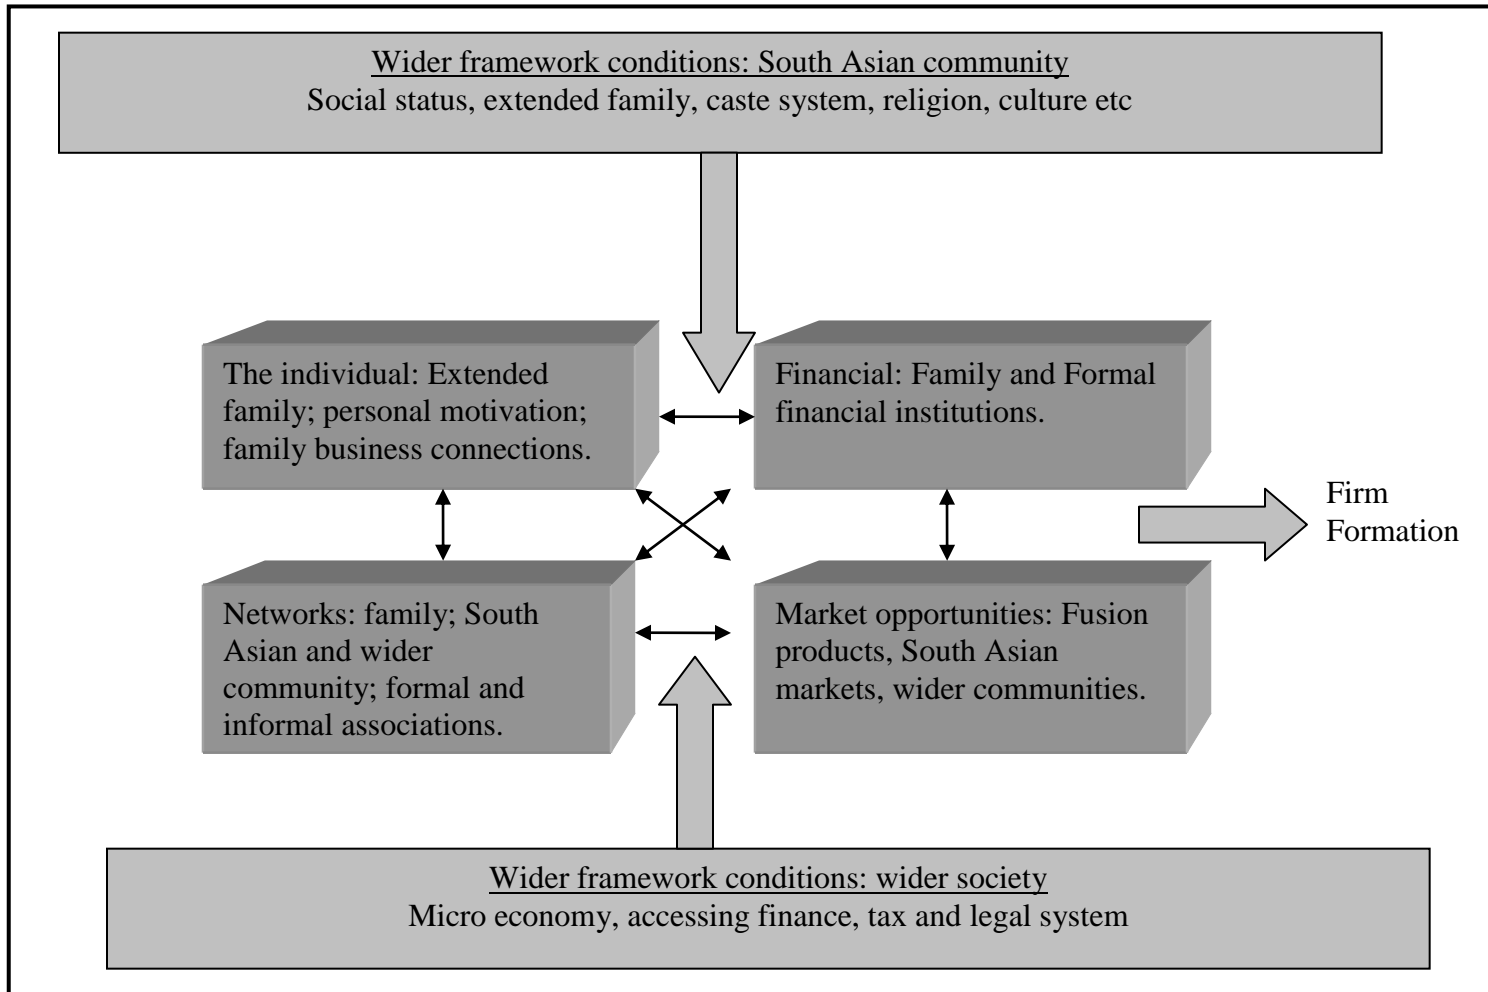 Wider framework conditions: South Asian community
Social status, extended family, caste system, religion, culture etc
The individual: Extended
family; personal motivation;
family business connections.
Financial: Family and Formal
financial institutions.
Firm
Formation
Networks: family; South
Asian and wider
community; formal and
informal associations.
Market opportunities: Fusion
products, South Asian
markets, wider communities.
Wider framework conditions: wider society
Micro economy, accessing finance, tax and legal system